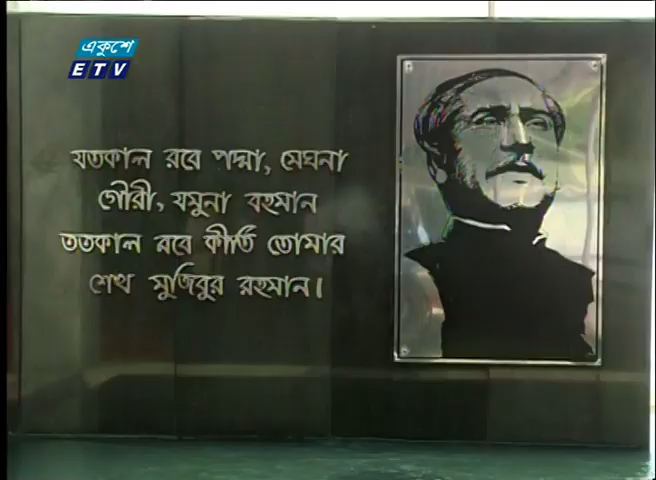 একুশে
ETV
যতকাল রবে পদ্মা, মেঘনা
গৌরী, যমুনা বহমান
ততকাল রবে কীর্তি তোমার
শেখ মুজিবুর রহমান।